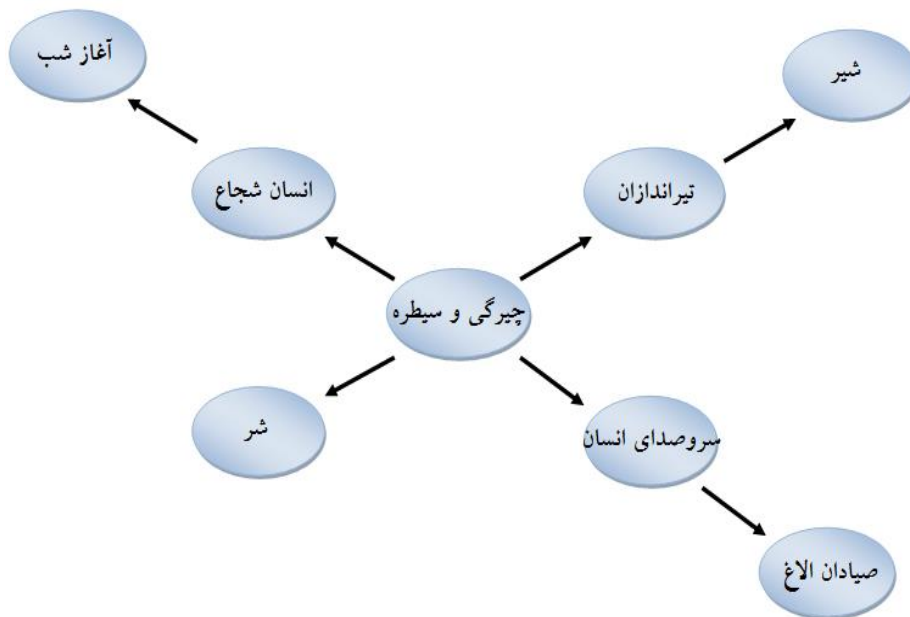 آغاز شب
شیر
انسان شجاع
تیراندازان
چیرگی و سیطره
شر
سروصدای انسان
صیادان الاغ